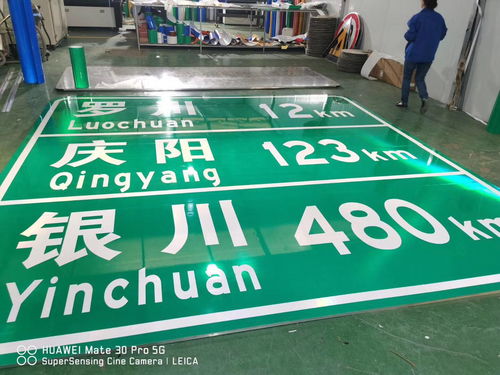 罗川 12km
Luochuan
庆阳 123km
Qingyang
银川 480km
Yinchuan
HUAWEI Mate 30 Pro 5G
SuperSensing Cine Camera | LEICA